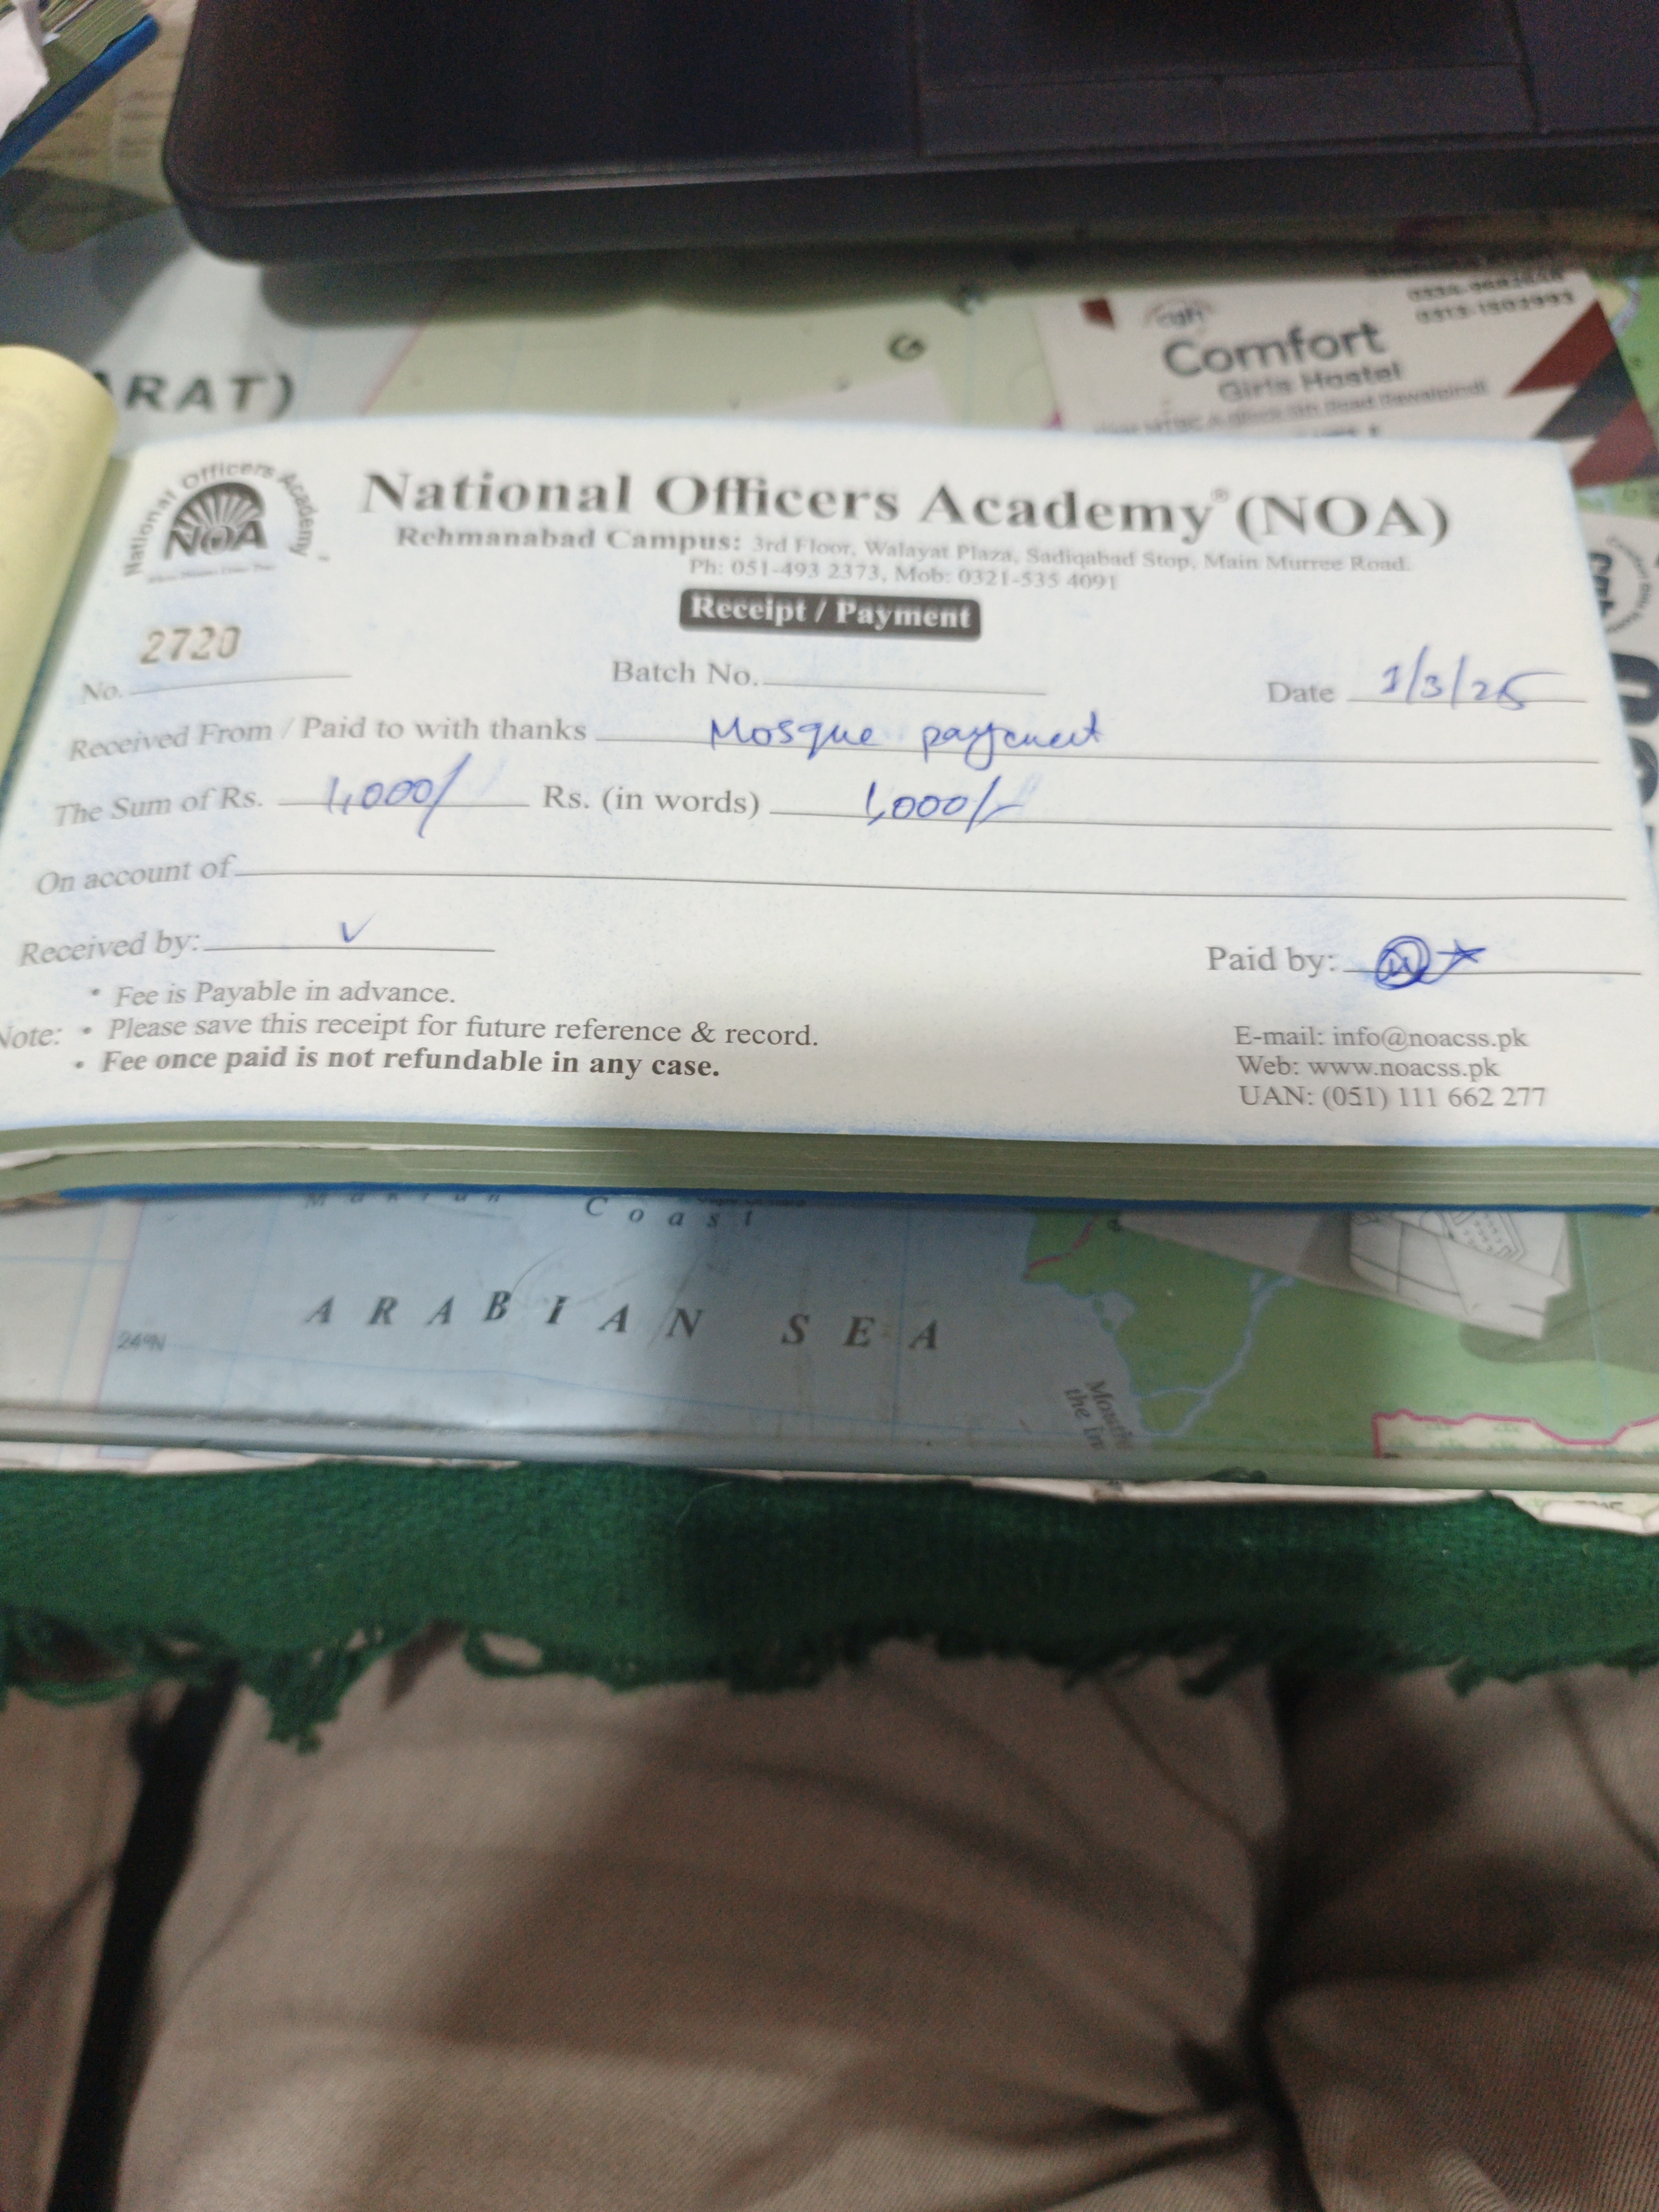 ARAT)
Comfort
Girls Hostel
National Officers Academy
NOA
National Officers Academy® (NOA)
Rehmanabad Campus: 3rd Floor, Walayat Plaza, Sadiqabad Stop, Main Murree Road.
Ph: 051-493 2373, Mob: 0321-535 4091
Receipt / Payment
No. 2720 Batch No. Date 1/3/25
Received From / Paid to with thanks Mosque payment
The Sum of Rs. 1,000/ Rs. (in words) 1,000/-
On account of
Received by: Paid by:
• Fee is Payable in advance.
Note: • Please save this receipt for future reference & record.
• Fee once paid is not refundable in any case.
E-mail: info@noacss.pk
Web: www.noacss.pk
UAN: (051) 111 662 277
Makran Coast
ARABIAN SEA